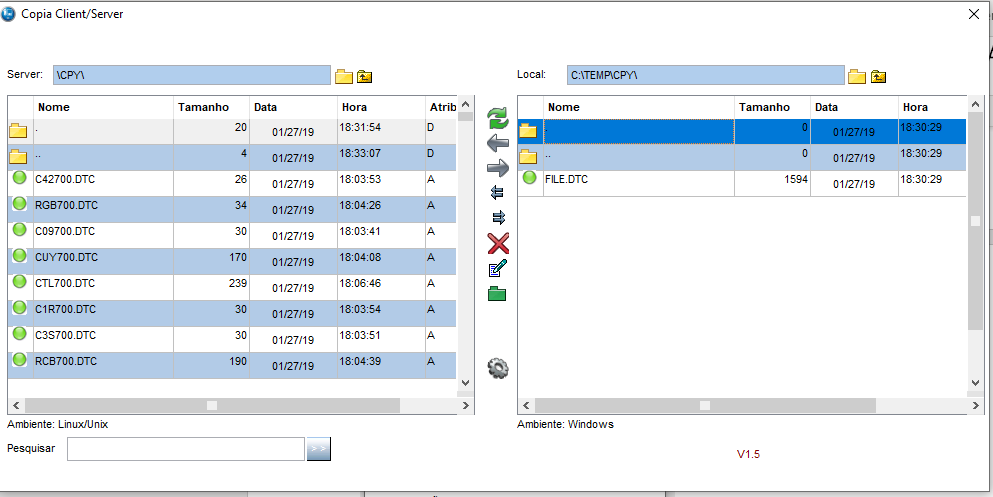 Copia Client/Server
Server: \CPY\
Local: C:\TEMP\CPY\
Nome Tamanho Data Hora Atrib
. 20 01/27/19 18:31:54 D
.. 4 01/27/19 18:33:07 D
C42700.DTC 26 01/27/19 18:03:53 A
RGB700.DTC 34 01/27/19 18:04:26 A
C09700.DTC 30 01/27/19 18:03:41 A
CUY700.DTC 170 01/27/19 18:04:08 A
CTL700.DTC 239 01/27/19 18:06:46 A
C1R700.DTC 30 01/27/19 18:03:54 A
C3S700.DTC 30 01/27/19 18:03:51 A
RCB700.DTC 190 01/27/19 18:04:39 A
Nome Tamanho Data Hora
. 0 01/27/19 18:30:29
.. 0 01/27/19 18:30:29
FILE.DTC 1594 01/27/19 18:30:29
Ambiente: Linux/Unix
Ambiente: Windows
Pesquisar >>
V1.5